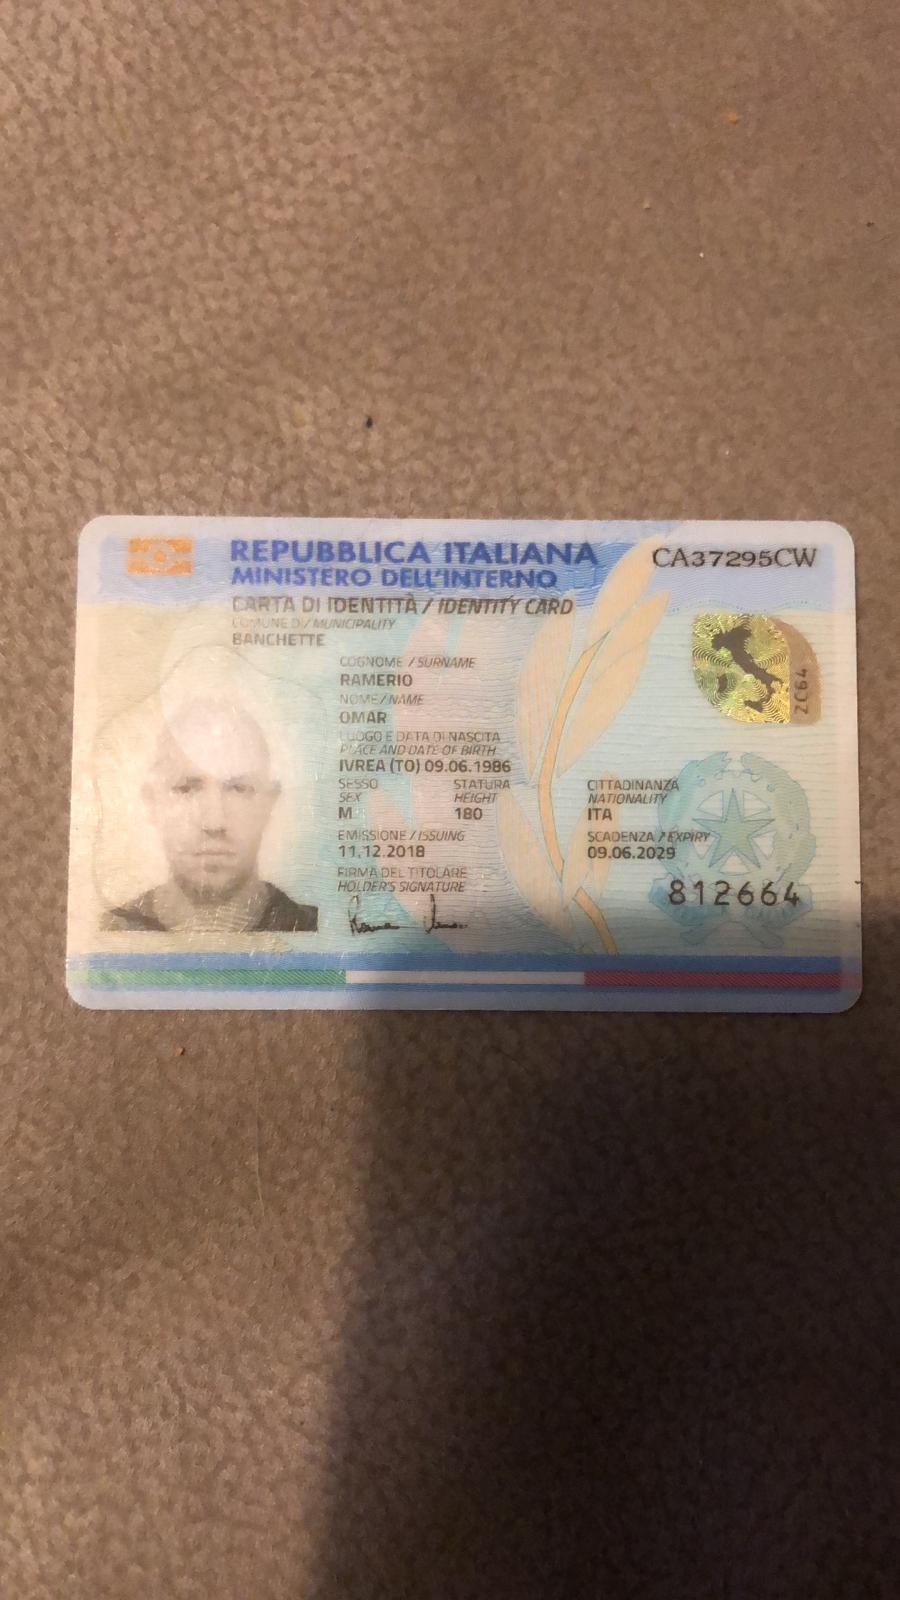 REPUBBLICA ITALIANA
MINISTERO DELL'INTERNO
CA37295CW
CARTA DI IDENTITÀ / IDENTITY CARD
COMUNE DI / MUNICIPALITY
BANCHETTE
COGNOME / SURNAME
RAMERIO
NOME / NAME
OMAR
LUOGO E DATA DI NASCITA
PLACE AND DATE OF BIRTH
IVREA (TO) 09.06.1986
SESSO
SEX
M
STATURA
HEIGHT
180
CITTADINANZA
NATIONALITY
ITA
EMISSIONE / ISSUING
11.12.2018
SCADENZA / EXPIRY
09.06.2029
FIRMA DEL TITOLARE
HOLDER'S SIGNATURE
812664
ZC64